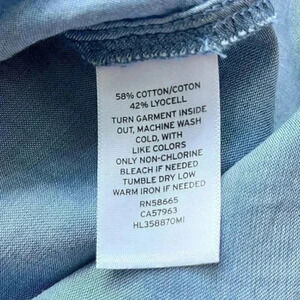 58% COTTON/COTON
42% LYOCELL
TURN GARMENT INSIDE
OUT, MACHINE WASH
COLD, WITH
LIKE COLORS
ONLY NON-CHLORINE
BLEACH IF NEEDED
TUMBLE DRY LOW
WARM IRON IF NEEDED
RN58665
CA57963
HL358870MI